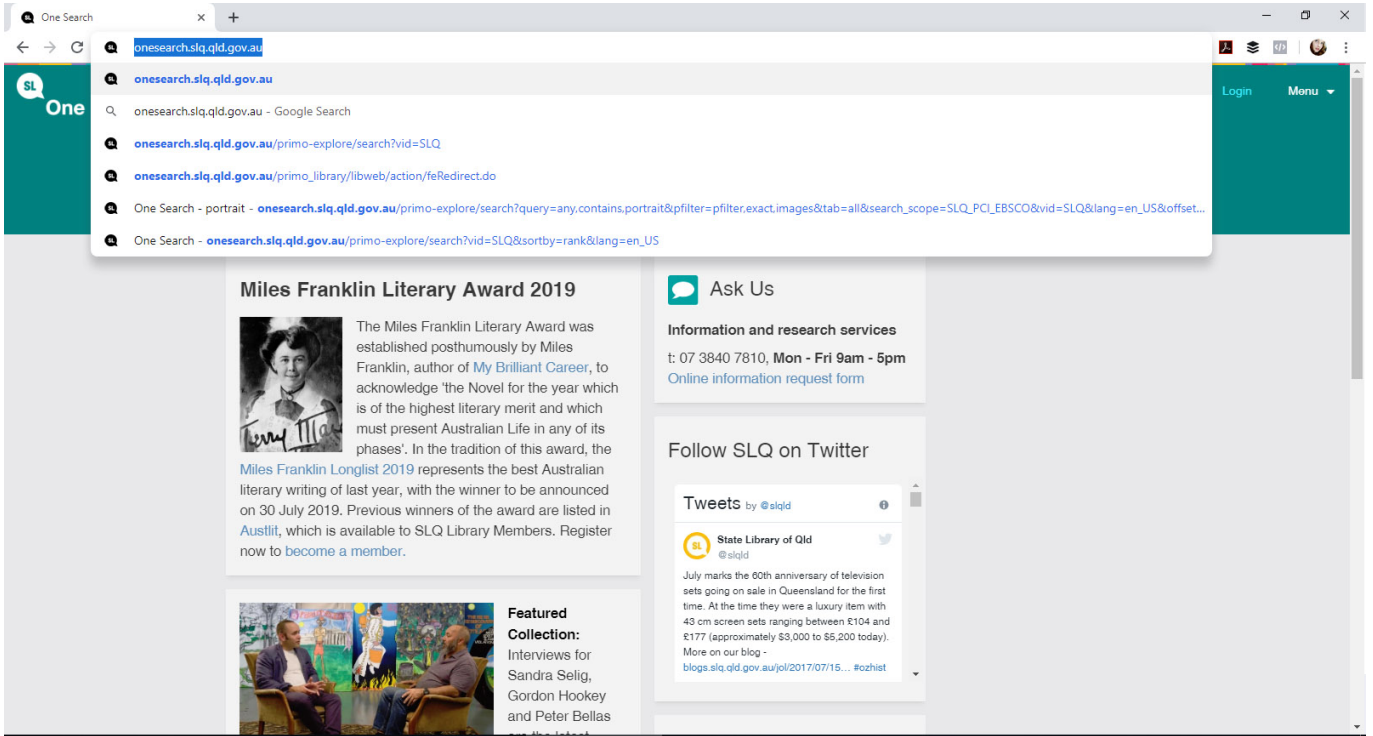 One Search
onesearch.slq.qld.gov.au
onesearch.slq.qld.gov.au
onesearch.slq.qld.gov.au - Google Search
onesearch.slq.qld.gov.au/primo-explore/search?vid=SLQ
onesearch.slq.qld.gov.au/primo_library/libweb/action/feRedirect.do
One Search - portrait - onesearch.slq.qld.gov.au/primo-explore/search?query=any,contains,portrait&pfilter=pfilter,exact,images&tab=all&search_scope=SLQ_PCI_EBSCO&vid=SLQ&lang=en_US&offset...
One Search - onesearch.slq.qld.gov.au/primo-explore/search?vid=SLQ&sortby=rank&lang=en_US
SL
One
Login
Menu
Miles Franklin Literary Award 2019
The Miles Franklin Literary Award was
established posthumously by Miles
Franklin, author of My Brilliant Career, to
acknowledge 'the Novel for the year which
is of the highest literary merit and which
must present Australian Life in any of its
phases'. In the tradition of this award, the
Miles Franklin Longlist 2019 represents the best Australian
literary writing of last year, with the winner to be announced
on 30 July 2019. Previous winners of the award are listed in
Austlit, which is available to SLQ Library Members. Register
now to become a member.
Featured
Collection:
Interviews for
Sandra Selig,
Gordon Hookey
and Peter Bellas
are the latest
Ask Us
Information and research services
t: 07 3840 7810, Mon - Fri 9am - 5pm
Online information request form
Follow SLQ on Twitter
Tweets by @slqld
SL
State Library of Qld
@slqld
July marks the 60th anniversary of television
sets going on sale in Queensland for the first
time. At the time they were a luxury item with
43 cm screen sets ranging between £104 and
£177 (approximately $3,000 to $5,200 today).
More on our blog -
blogs.slq.qld.gov.au/jol/2017/07/15… #ozhist